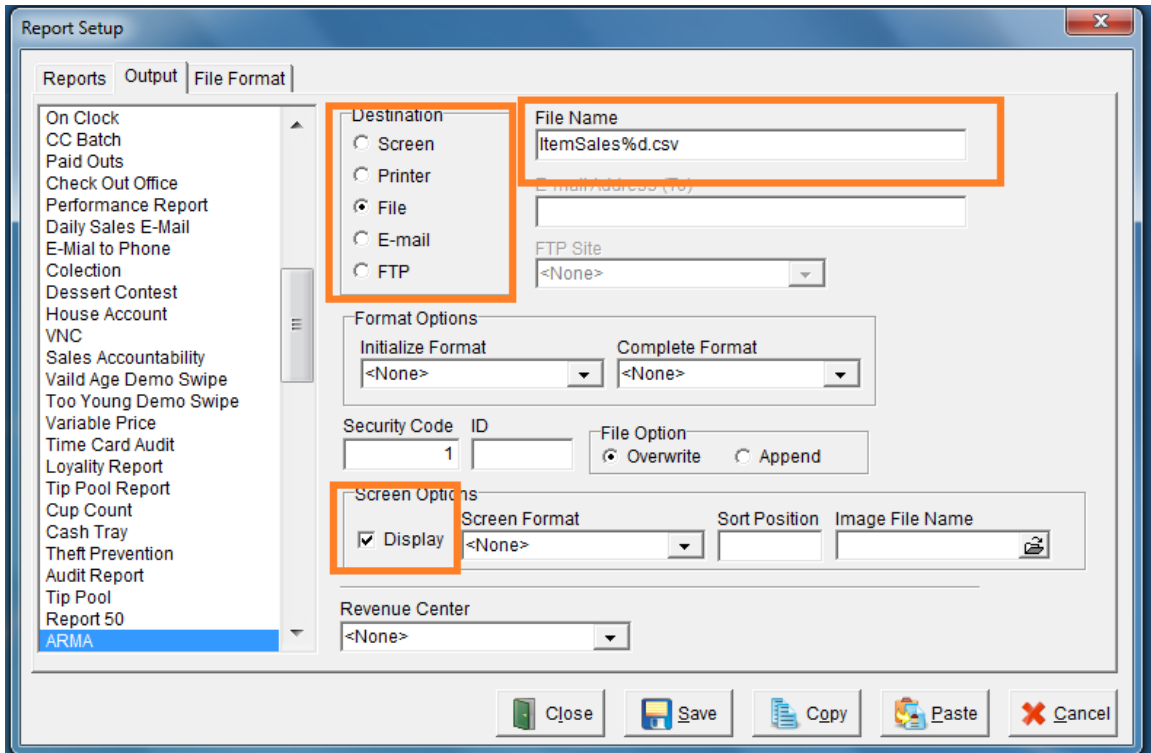 Report Setup
Reports Output File Format
On Clock
CC Batch
Paid Outs
Check Out Office
Performance Report
Daily Sales E-Mail
E-Mial to Phone
Colection
Dessert Contest
House Account
VNC
Sales Accountability
Vaild Age Demo Swipe
Too Young Demo Swipe
Variable Price
Time Card Audit
Loyality Report
Tip Pool Report
Cup Count
Cash Tray
Theft Prevention
Audit Report
Tip Pool
Report 50
ARMA
Destination
Screen
Printer
File
E-mail
FTP
File Name
ItemSales%d.csv
E-mail Address (To)
FTP Site
<None>
Format Options
Initialize Format Complete Format
<None> <None>
Security Code ID
1
File Option
Overwrite Append
Screen Options
Display
Screen Format Sort Position Image File Name
<None>
Revenue Center
<None>
Close Save Copy Paste Cancel